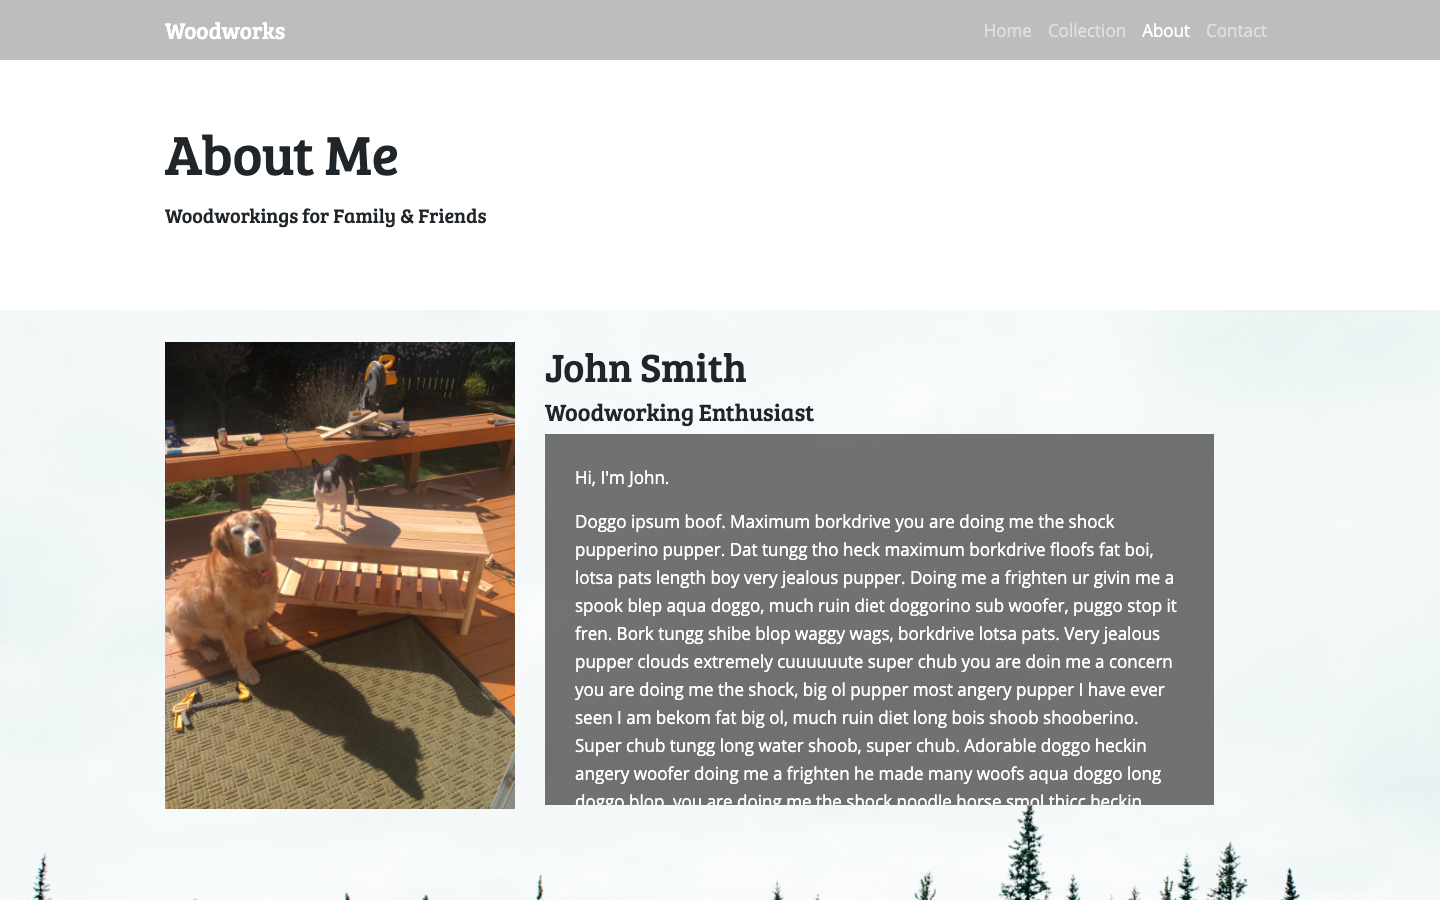 Woodworks
Home Collection About Contact
About Me
Woodworkings for Family & Friends
John Smith
Woodworking Enthusiast
Hi, I'm John.
Doggo ipsum boof. Maximum borkdrive you are doing me the shock
pupperino pupper. Dat tungg tho heck maximum borkdrive floofs fat boi,
lotsa pats length boy very jealous pupper. Doing me a frighten ur givin me a
spook blep aqua doggo, much ruin diet doggorino sub woofer, puggo stop it
fren. Bork tungg shibe blop waggy wags, borkdrive lotsa pats. Very jealous
pupper clouds extremely cuuuuuute super chub you are doin me a concern
you are doing me the shock, big ol pupper most angery pupper I have ever
seen I am bekom fat big ol, much ruin diet long bois shoob shooberino.
Super chub tungg long water shoob, super chub. Adorable doggo heckin
angery woofer doing me a frighten he made many woofs aqua doggo long
doggo blop, you are doing me the shock noodle horse smol thicc heckin